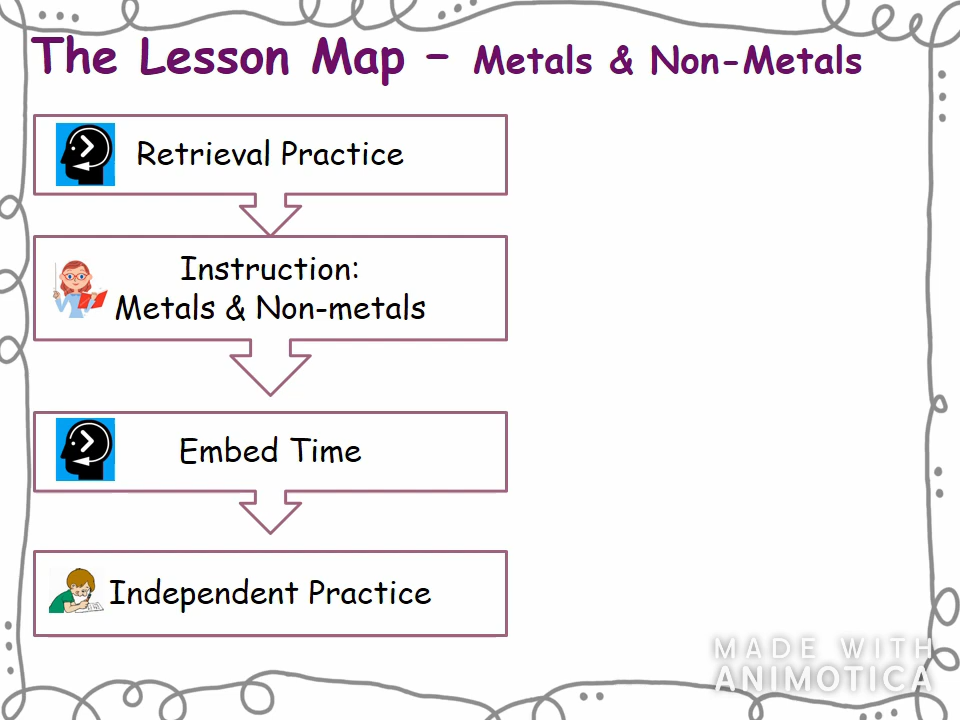 The Lesson Map – Metals & Non-Metals
Retrieval Practice
Instruction:
Metals & Non-metals
Embed Time
Independent Practice
MADE WITH
ANIMOTICA